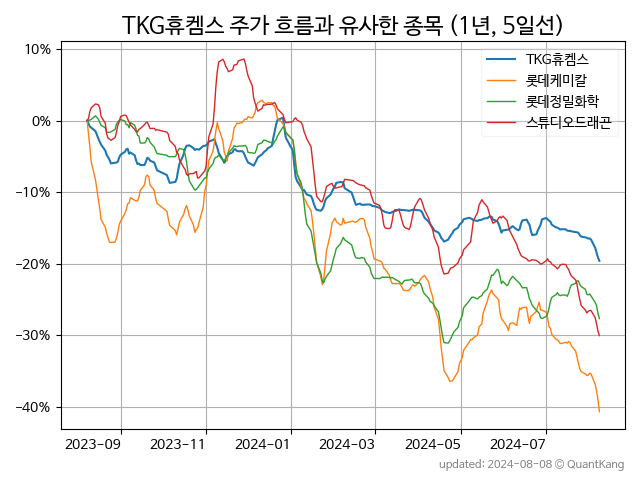 TKG휴켐스 주가 흐름과 유사한 종목 (1년, 5일선)
TKG휴켐스
롯데케미칼
롯데정밀화학
스튜디오드래곤
10%
0%
−10%
−20%
−30%
−40%
2023-09 2023-11 2024-01 2024-03 2024-05 2024-07
updated: 2024-08-08 © QuantKang